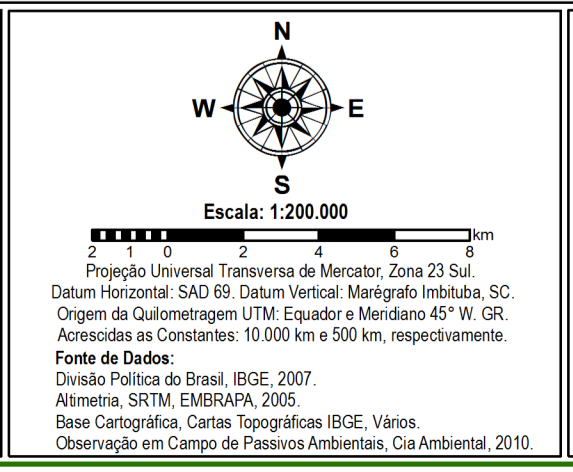 N
W E
S
Escala: 1:200.000
km
2 1 0 2 4 6 8
Projeção Universal Transversa de Mercator, Zona 23 Sul.
Datum Horizontal: SAD 69. Datum Vertical: Marégrafo Imbituba, SC.
Origem da Quilometragem UTM: Equador e Meridiano 45° W. GR.
Acrescidas as Constantes: 10.000 km e 500 km, respectivamente.
Fonte de Dados:
Divisão Política do Brasil, IBGE, 2007.
Altimetria, SRTM, EMBRAPA, 2005.
Base Cartográfica, Cartas Topográficas IBGE, Vários.
Observação em Campo de Passivos Ambientais, Cia Ambiental, 2010.